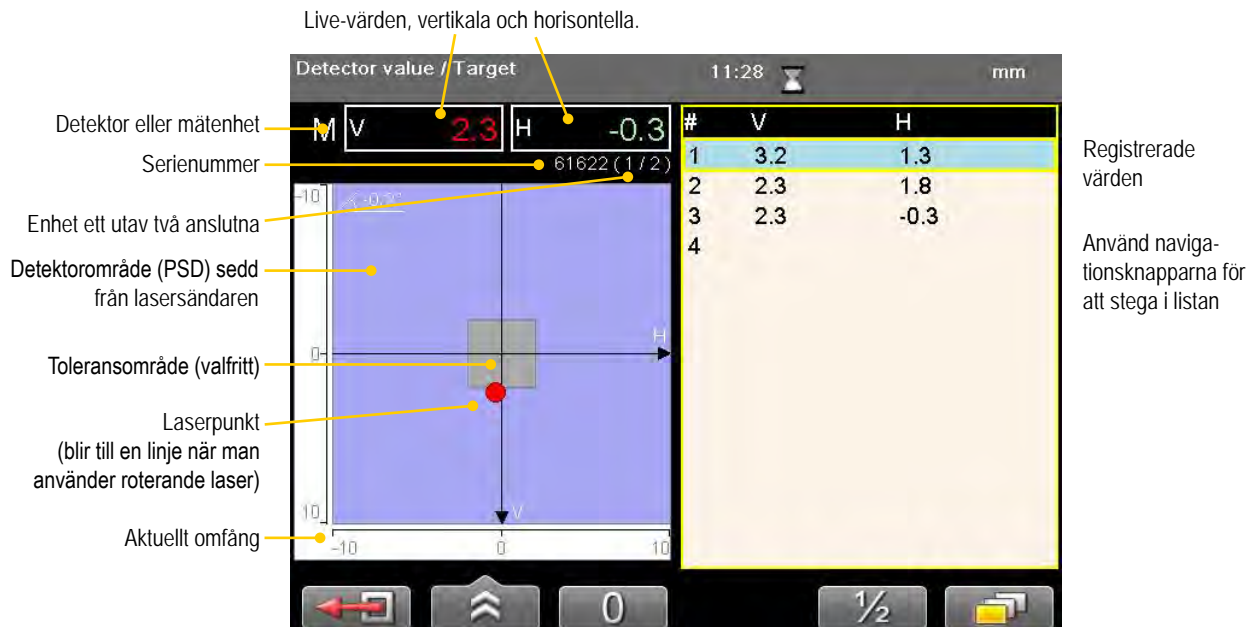 Live-värden, vertikala och horisontella.
Detector value / Target 11:28 mm
Detektor eller mätenhet
M V 2.3 H -0.3
Serienummer
61622 ( 1 / 2 )
Enhet ett utav två anslutna
Detektorområde (PSD) sedd
från lasersändaren
Toleransområde (valfritt)
Laserpunkt
(blir till en linje när man
använder roterande laser)
Aktuellt omfång
-10
0
10
H
V
-10 0 10
0
½
# V H
1 3.2 1.3
2 2.3 1.8
3 2.3 -0.3
4
Registrerade
värden
Använd naviga-
tionsknapparna för
att stega i listan